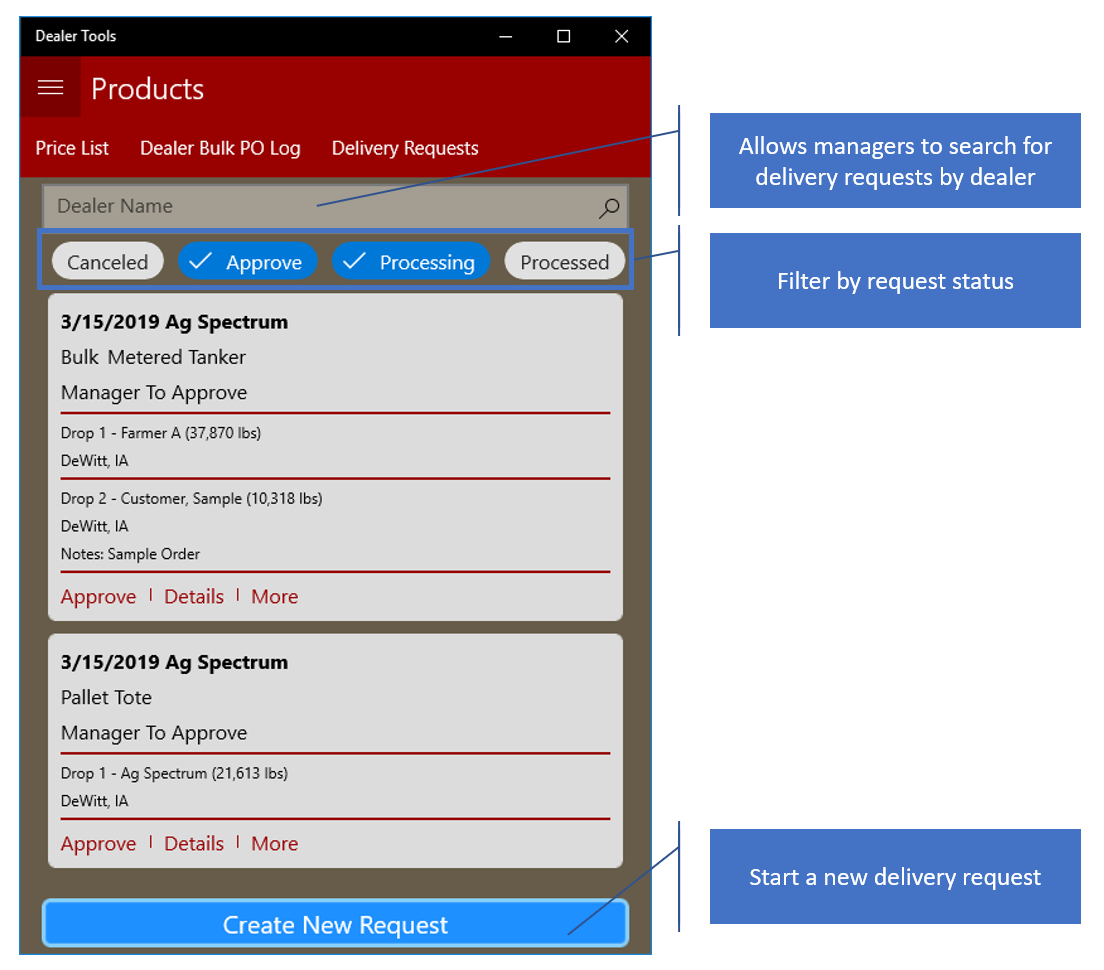 Dealer Tools
Products
Price List
Dealer Bulk PO Log
Delivery Requests
Dealer Name
Canceled
Approve
Processing
Processed
3/15/2019 Ag Spectrum
Bulk Metered Tanker
Manager To Approve
Drop 1 - Farmer A (37,870 lbs)
DeWitt, IA
Drop 2 - Customer, Sample (10,318 lbs)
DeWitt, IA
Notes: Sample Order
Approve | Details | More
3/15/2019 Ag Spectrum
Pallet Tote
Manager To Approve
Drop 1 - Ag Spectrum (21,613 lbs)
DeWitt, IA
Approve | Details | More
Create New Request
Allows managers to search for
delivery requests by dealer
Filter by request status
Start a new delivery request